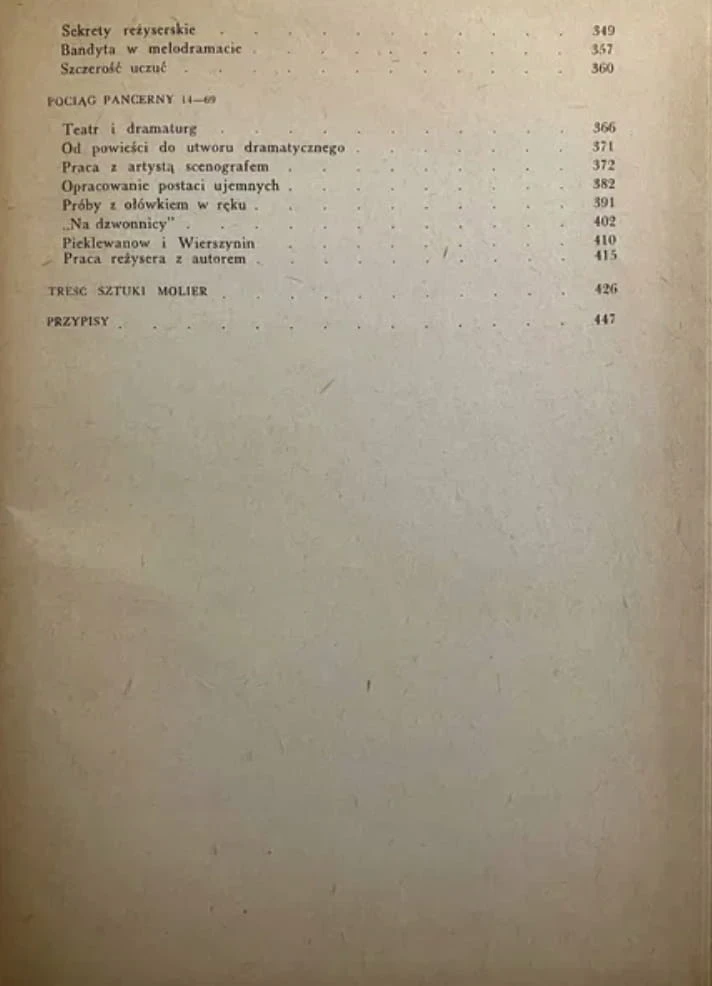 Sekrety reżyserskie . . . . . . . . . . . 349
Bandyta w melodramacie . . . . . . . . . . 357
Szczerość uczuć . . . . . . . . . . . . 360
POCIĄG PANCERNY 14—69
Teatr i dramaturg . . . . . . . . . . . 366
Od powieści do utworu dramatycznego . . . . . . . 371
Praca z artystą scenografem . . . . . . . . . 372
Opracowanie postaci ujemnych . . . . . . . . . 382
Próby z ołówkiem w ręku . . . . . . . . . . 391
„Na dzwonnicy” . . . . . . . . . . . . 402
Pieklewanow i Wierszynin . . . . . . . . . 410
Praca reżysera z autorem . . . . . . . . . . 415
TREŚĆ SZTUKI MOLIER . . . . . . . . . . . 426
PRZYPISY . . . . . . . . . . . . . . 447